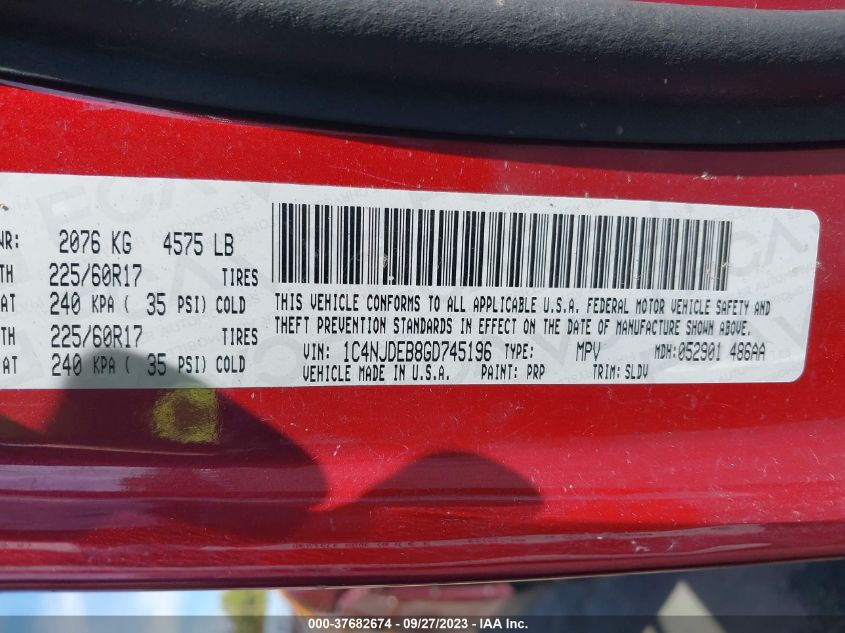 WR: 2076 KG 4575 LB
TH 225/60R17 TIRES
AT 240 KPA ( 35 PSI) COLD
TH 225/60R17 TIRES
AT 240 KPA ( 35 PSI) COLD
THIS VEHICLE CONFORMS TO ALL APPLICABLE U.S.A. FEDERAL MOTOR VEHICLE SAFETY AND
THEFT PREVENTION STANDARDS IN EFFECT ON THE DATE OF MANUFACTURE SHOWN ABOVE.
VIN: 1C4NJDEB8GD745196 TYPE: MPV MDH:052901 486AA
VEHICLE MADE IN U.S.A. PAINT: PRP TRIM: SLDV
000-37682674 / 09/27/2023 / IAA Inc.